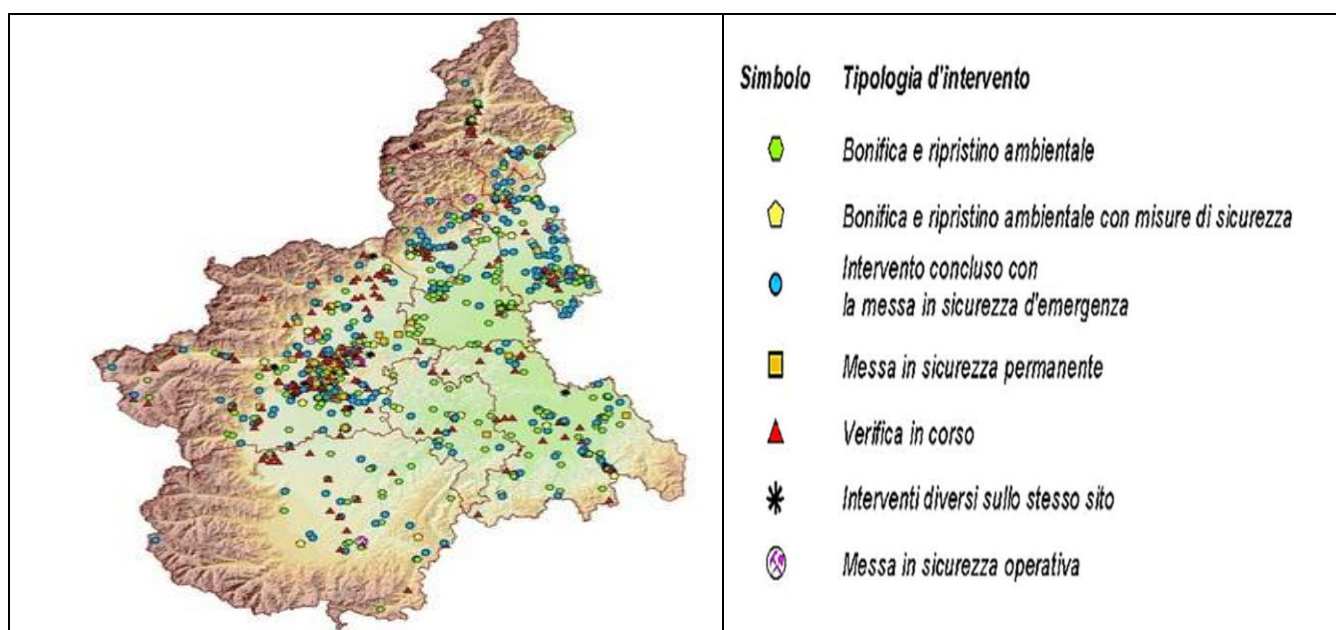 Simbolo Tipologia d'intervento
Bonifica e ripristino ambientale
Bonifica e ripristino ambientale con misure di sicurezza
Intervento concluso con
la messa in sicurezza d'emergenza
Messa in sicurezza permanente
Verifica in corso
Interventi diversi sullo stesso sito
Messa in sicurezza operativa